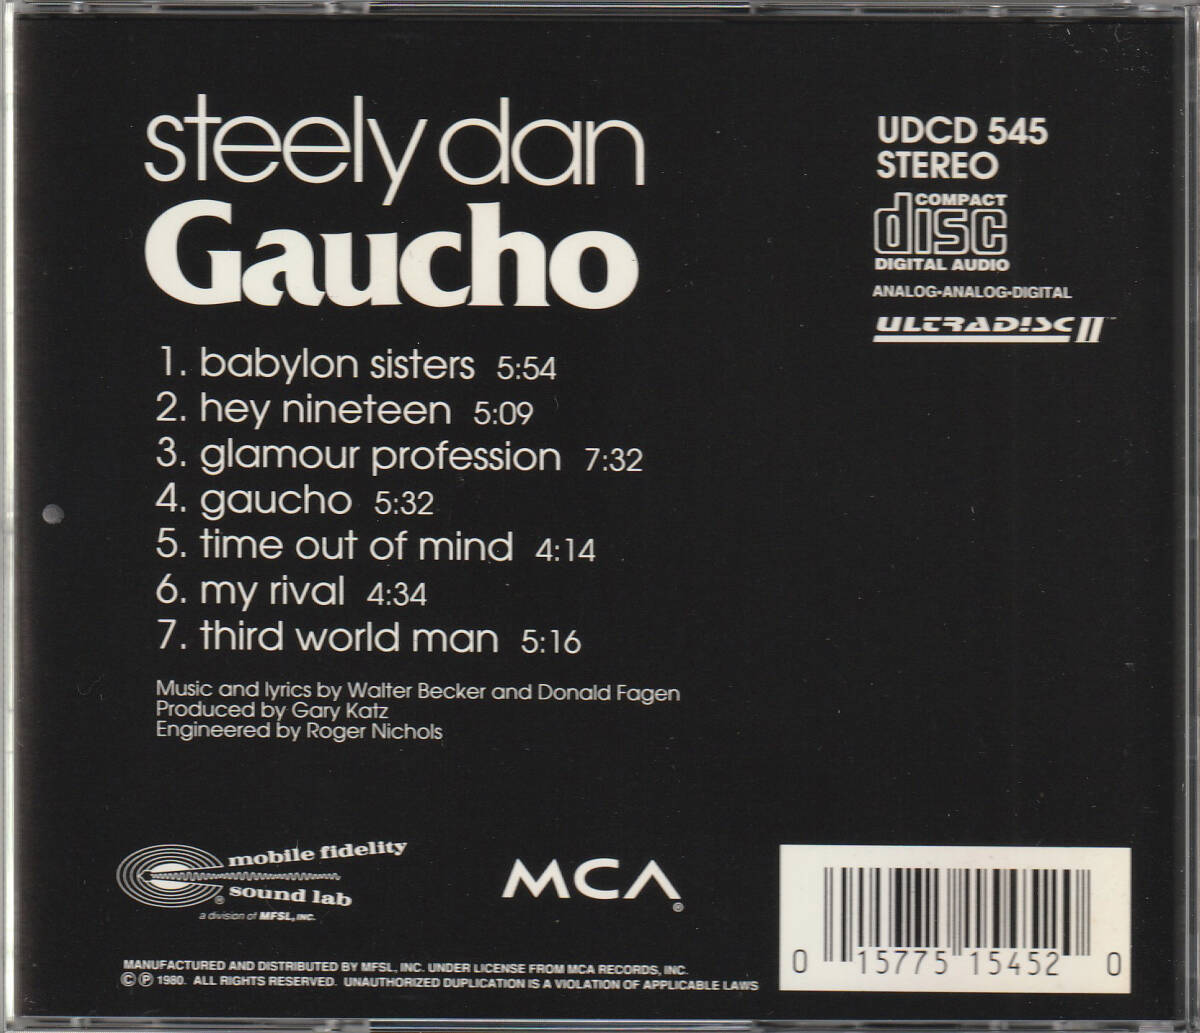 steely dan
Gaucho
1. babylon sisters 5:54
2. hey nineteen 5:09
3. glamour profession 7:32
4. gaucho 5:32
5. time out of mind 4:14
6. my rival 4:34
7. third world man 5:16
Music and lyrics by Walter Becker and Donald Fagen
Produced by Gary Katz
Engineered by Roger Nichols
UDCD 545
STEREO
COMPACT
disc
DIGITAL AUDIO
ANALOG•ANALOG•DIGITAL
ULTRADISC II™
mobile fidelity
sound lab
®
a division of MFSL, INC.
MCA®
MANUFACTURED AND DISTRIBUTED BY MFSL, INC. UNDER LICENSE FROM MCA RECORDS, INC.
© ℗ 1980. ALL RIGHTS RESERVED. UNAUTHORIZED DUPLICATION IS A VIOLATION OF APPLICABLE LAWS
0 15775 15452 0